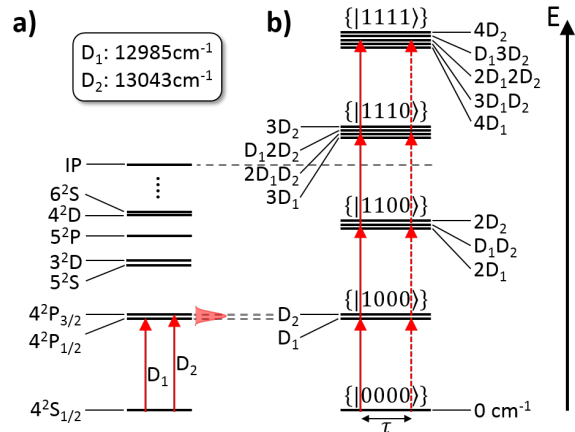 a)
D₁: 12985cm⁻¹
D₂: 13043cm⁻¹
IP
6²S
4²D
5²P
3²D
5²S
4²P₃/₂
4²P₁/₂
D₁
D₂
4²S₁/₂
b)
E
{|1111⟩}
4D₂
D₁3D₂
2D₁2D₂
3D₁D₂
4D₁
{|1110⟩}
3D₂
D₁2D₂
2D₁D₂
3D₁
{|1100⟩}
2D₂
D₁D₂
2D₁
{|1000⟩}
D₂
D₁
{|0000⟩}
0 cm⁻¹
τ